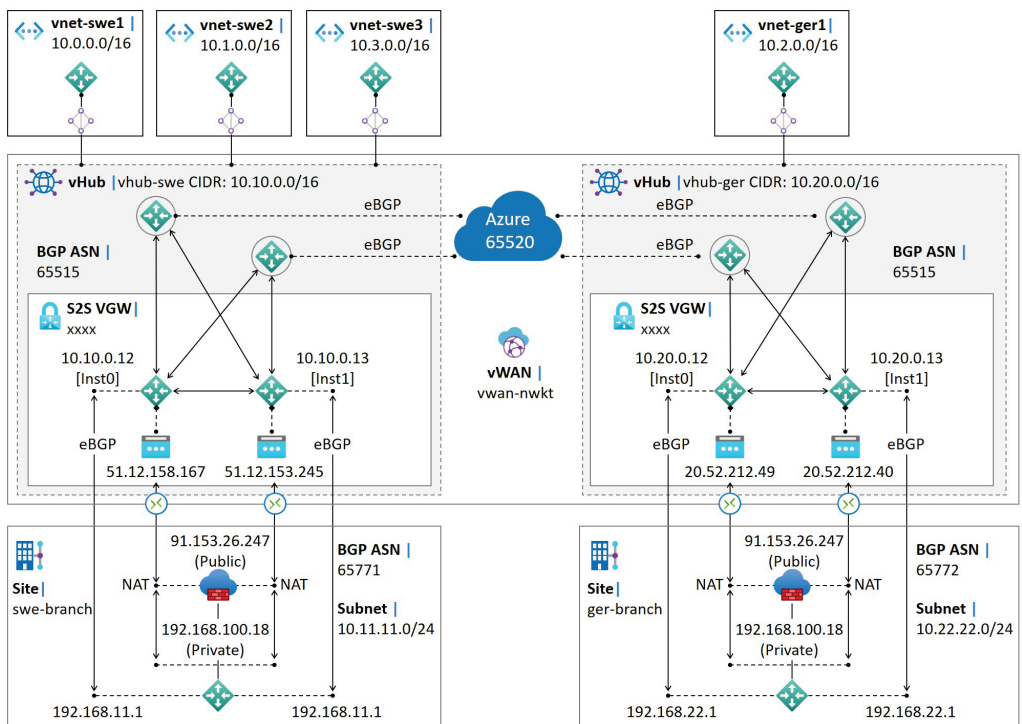 vnet-swe1 |
10.0.0.0/16
vnet-swe2 |
10.1.0.0/16
vnet-swe3 |
10.3.0.0/16
vnet-ger1 |
10.2.0.0/16
vHub | vhub-swe CIDR: 10.10.0.0/16
vHub | vhub-ger CIDR: 10.20.0.0/16
eBGP
eBGP
Azure
65520
eBGP
eBGP
BGP ASN |
65515
BGP ASN |
65515
S2S VGW |
xxxx
S2S VGW |
xxxx
10.10.0.12
[Inst0]
10.10.0.13
[Inst1]
vWAN |
vwan-nwkt
10.20.0.12
[Inst0]
10.20.0.13
[Inst1]
eBGP
eBGP
eBGP
eBGP
51.12.158.167
51.12.153.245
20.52.212.49
20.52.212.40
Site |
swe-branch
91.153.26.247
(Public)
NAT
NAT
192.168.100.18
(Private)
BGP ASN |
65771
Subnet |
10.11.11.0/24
192.168.11.1
192.168.11.1
Site |
ger-branch
91.153.26.247
(Public)
NAT
NAT
192.168.100.18
(Private)
BGP ASN |
65772
Subnet |
10.22.22.0/24
192.168.22.1
192.168.22.1